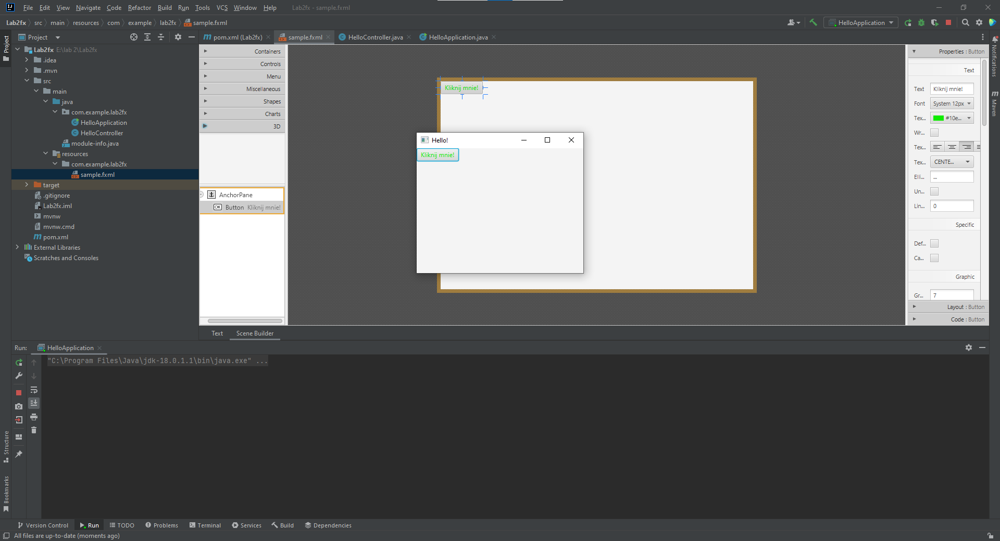 File Edit View Navigate Code Refactor Build Run Tools VCS Window Help Lab2fx - sample.fxml
Lab2fx src main resources com example lab2fx sample.fxml HelloApplication
Project
pom.xml (Lab2fx) sample.fxml HelloController.java HelloApplication.java
Project
Lab2fx E:\lab 2\Lab2fx
.idea
.mvn
src
main
java
com.example.lab2fx
HelloApplication
HelloController
module-info.java
resources
com.example.lab2fx
sample.fxml
target
.gitignore
Lab2fx.iml
mvnw
mvnw.cmd
pom.xml
External Libraries
Scratches and Consoles
Containers
Controls
Menu
Miscellaneous
Shapes
Charts
3D
AnchorPane
OK Button Kliknij mnie!
Kliknij mnie!
Hello!
Kliknij mnie!
Properties : Button
Text
Text Kliknij mnie!
Font System 12px
Tex... #10e...
Wr...
Tex...
Tex... CENTE...
Elli... ...
Un...
Lin... 0
Specific
Def...
Ca...
Graphic
Gr... 7
Layout : Button
Code : Button
Notifications
Maven
Text Scene Builder
Run: HelloApplication
"C:\Program Files\Java\jdk-18.0.1.1\bin\java.exe" ...
Structure
Bookmarks
Version Control Run TODO Problems Terminal Services Build Dependencies
All files are up-to-date (moments ago)